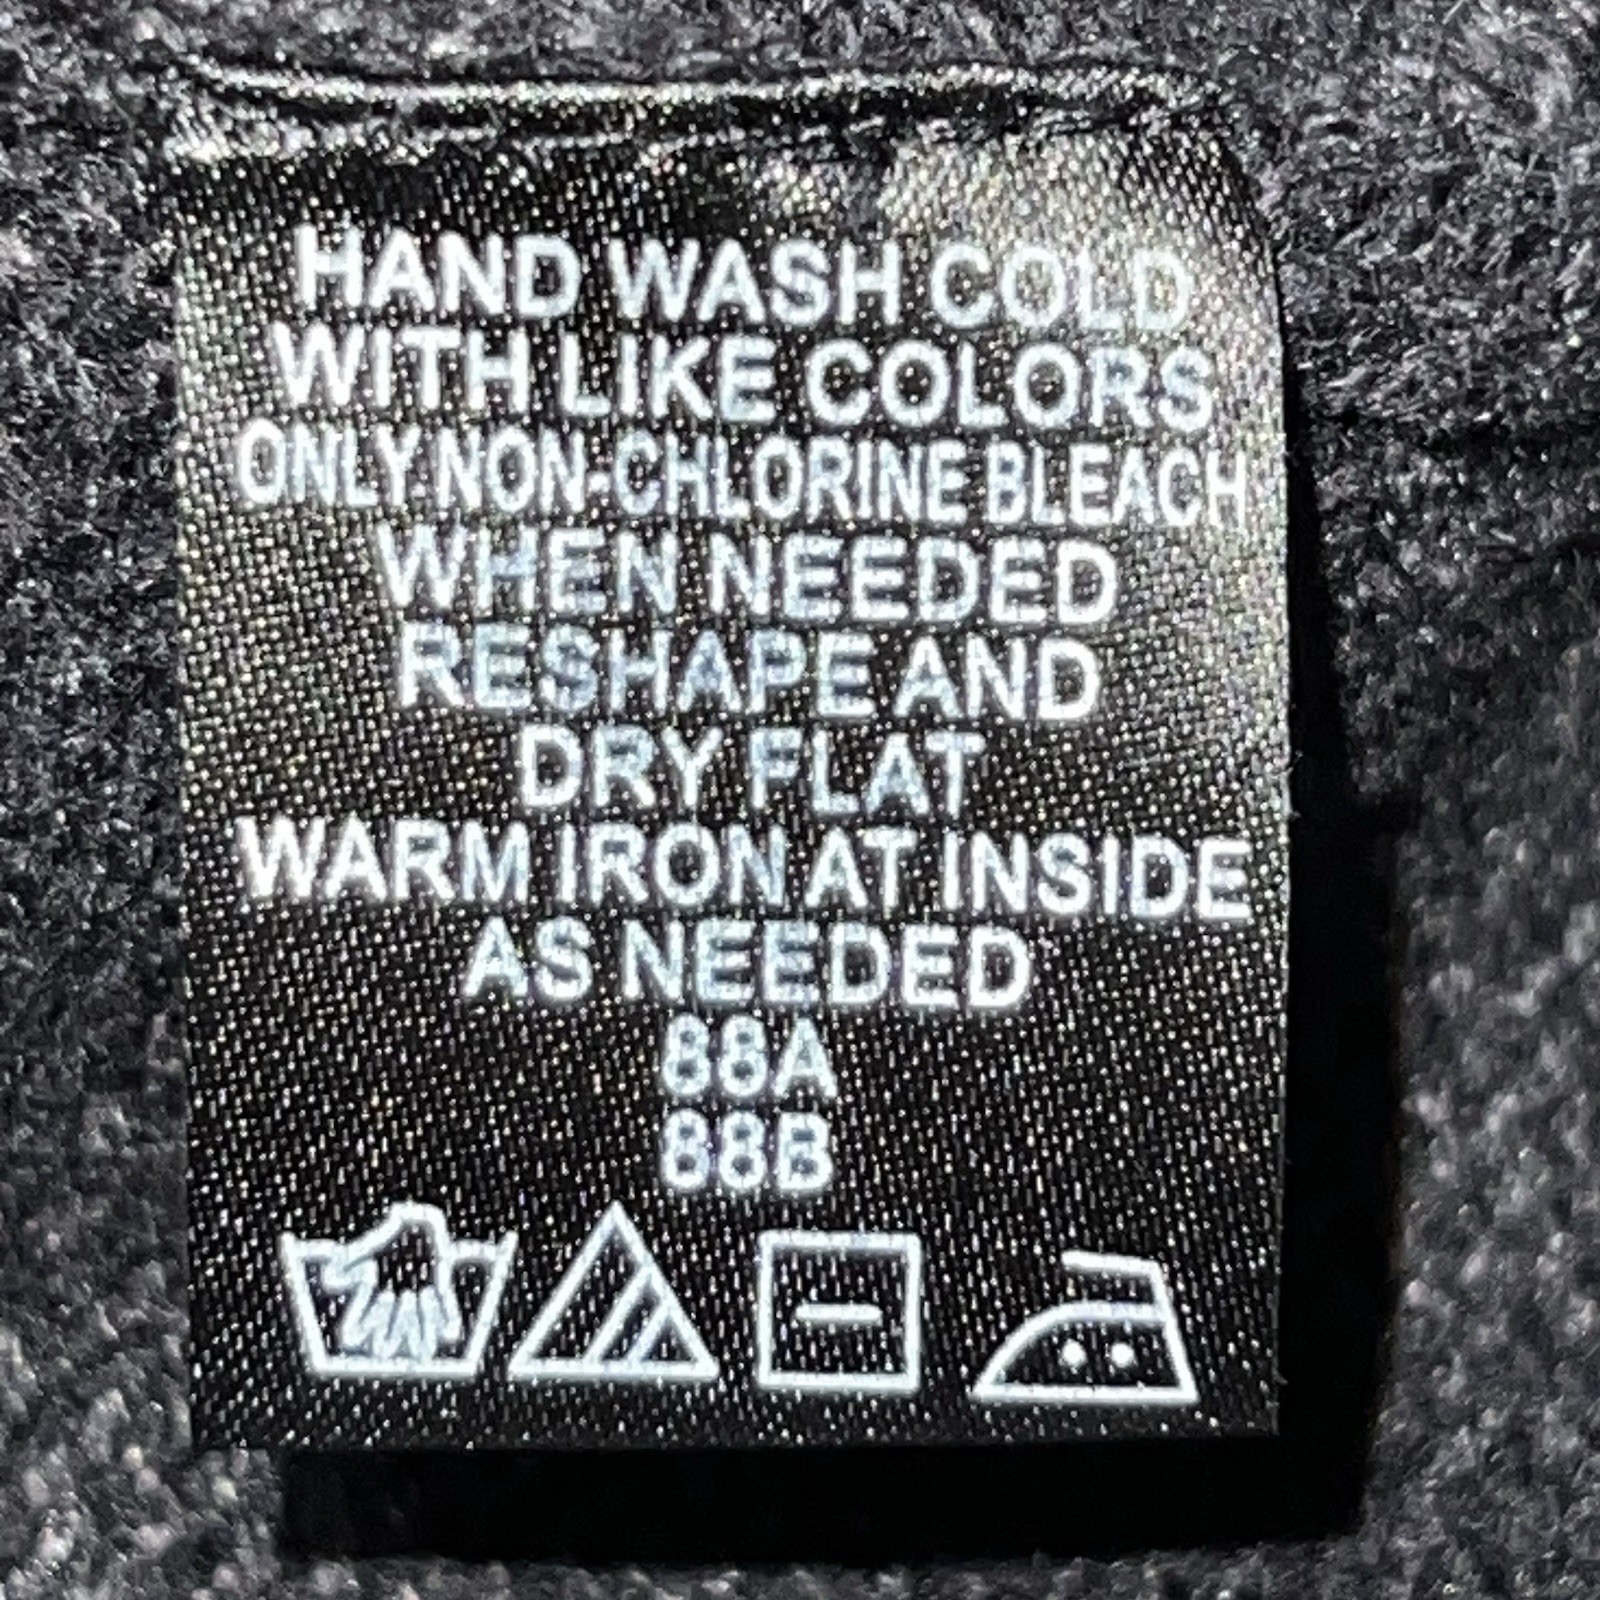 HAND WASH COLD
WITH LIKE COLORS
ONLY NON-CHLORINE BLEACH
WHEN NEEDED
RESHAPE AND
DRY FLAT
WARM IRON AT INSIDE
AS NEEDED
88A
88B